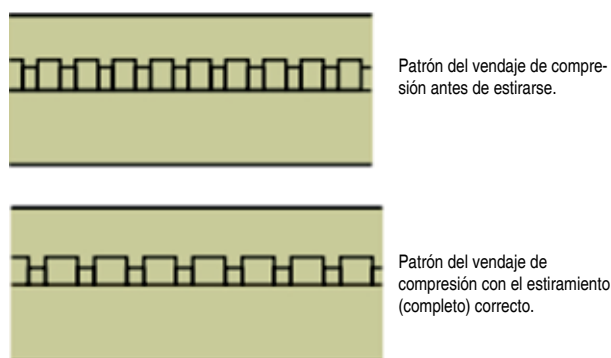 Patrón del vendaje de compre-
sión antes de estirarse.
Patrón del vendaje de
compresión con el estiramiento
(completo) correcto.